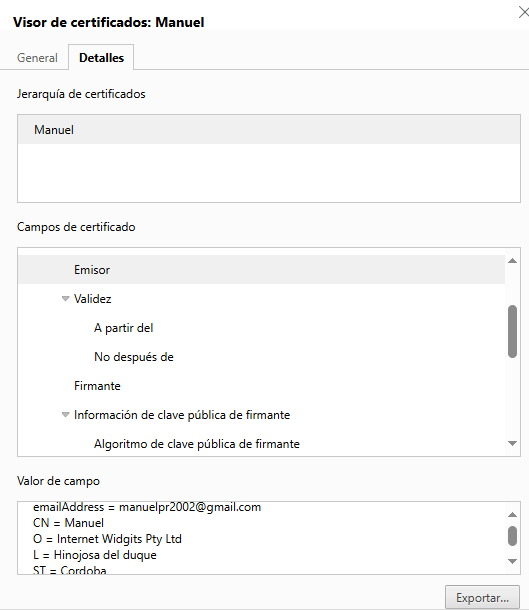 Visor de certificados: Manuel
General
Detalles
Jerarquía de certificados
Manuel
Campos de certificado
Emisor
Validez
A partir del
No después de
Firmante
Información de clave pública de firmante
Algoritmo de clave pública de firmante
Valor de campo
emailAddress = manuelpr2002@gmail.com
CN = Manuel
O = Internet Widgits Pty Ltd
L = Hinojosa del duque
ST = Cordoba
Exportar...